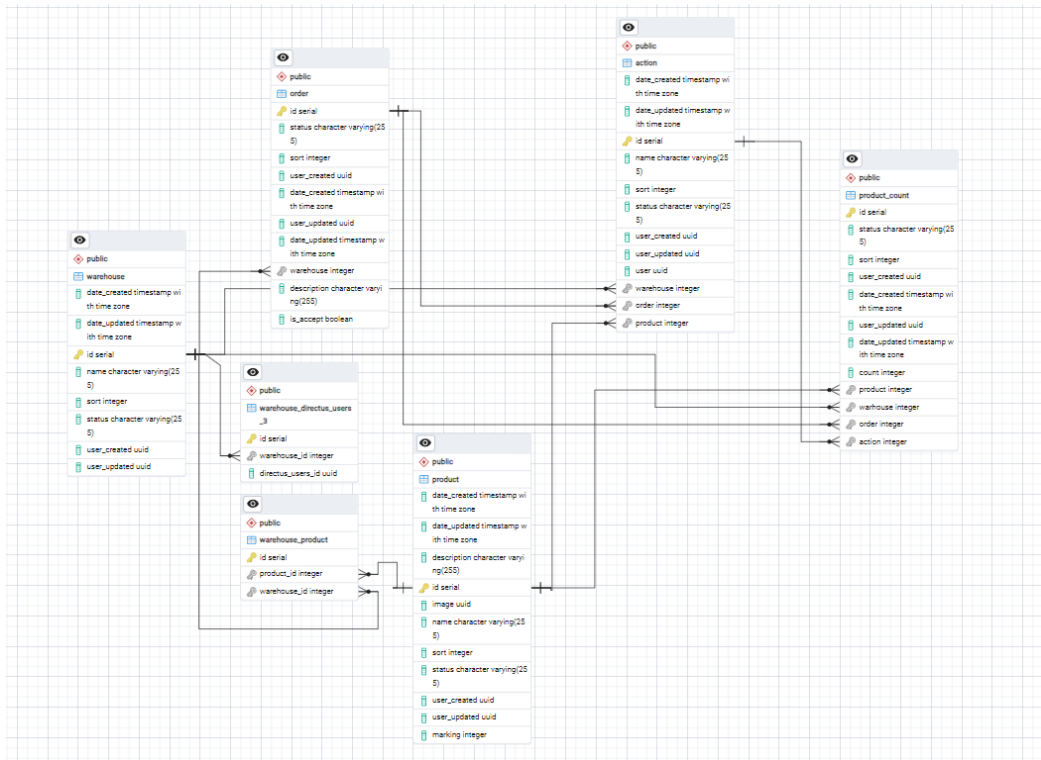 public
order
id serial
status character varying(25
5)
sort integer
user_created uuid
date_created timestamp wi
th time zone
user_updated uuid
date_updated timestamp w
ith time zone
warehouse integer
description character varyi
ng(255)
is_accept boolean
public
action
date_created timestamp wi
th time zone
date_updated timestamp w
ith time zone
id serial
name character varying(25
5)
sort integer
status character varying(25
5)
user_created uuid
user_updated uuid
user uuid
warehouse integer
order integer
product integer
public
product_count
id serial
status character varying(25
5)
sort integer
user_created uuid
date_created timestamp wi
th time zone
user_updated uuid
date_updated timestamp w
ith time zone
count integer
product integer
warhouse integer
order integer
action integer
public
warehouse
date_created timestamp wi
th time zone
date_updated timestamp w
ith time zone
id serial
name character varying(25
5)
sort integer
status character varying(25
5)
user_created uuid
user_updated uuid
public
warehouse_directus_users
_3
id serial
warehouse_id integer
directus_users_id uuid
public
warehouse_product
id serial
product_id integer
warehouse_id integer
public
product
date_created timestamp wi
th time zone
date_updated timestamp w
ith time zone
description character varyi
ng(255)
id serial
image uuid
name character varying(25
5)
sort integer
status character varying(25
5)
user_created uuid
user_updated uuid
marking integer